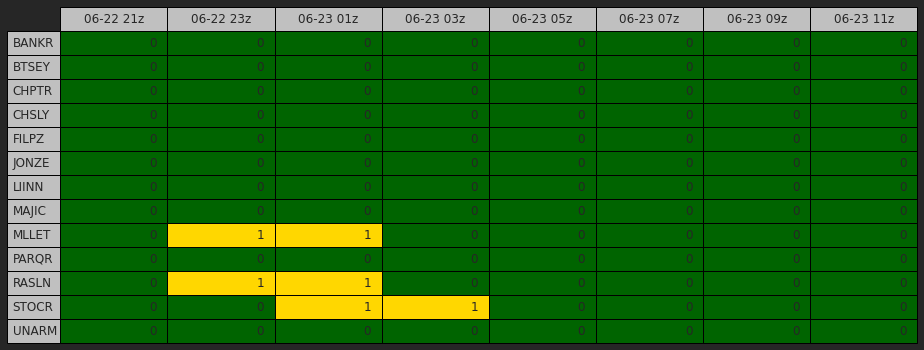 06-22 21z 06-22 23z 06-23 01z 06-23 03z 06-23 05z 06-23 07z 06-23 09z 06-23 11z
BANKR 0 0 0 0 0 0 0 0
BTSEY 0 0 0 0 0 0 0 0
CHPTR 0 0 0 0 0 0 0 0
CHSLY 0 0 0 0 0 0 0 0
FILPZ 0 0 0 0 0 0 0 0
JONZE 0 0 0 0 0 0 0 0
LIINN 0 0 0 0 0 0 0 0
MAJIC 0 0 0 0 0 0 0 0
MLLET 0 1 1 0 0 0 0 0
PARQR 0 0 0 0 0 0 0 0
RASLN 0 1 1 0 0 0 0 0
STOCR 0 0 1 1 0 0 0 0
UNARM 0 0 0 0 0 0 0 0